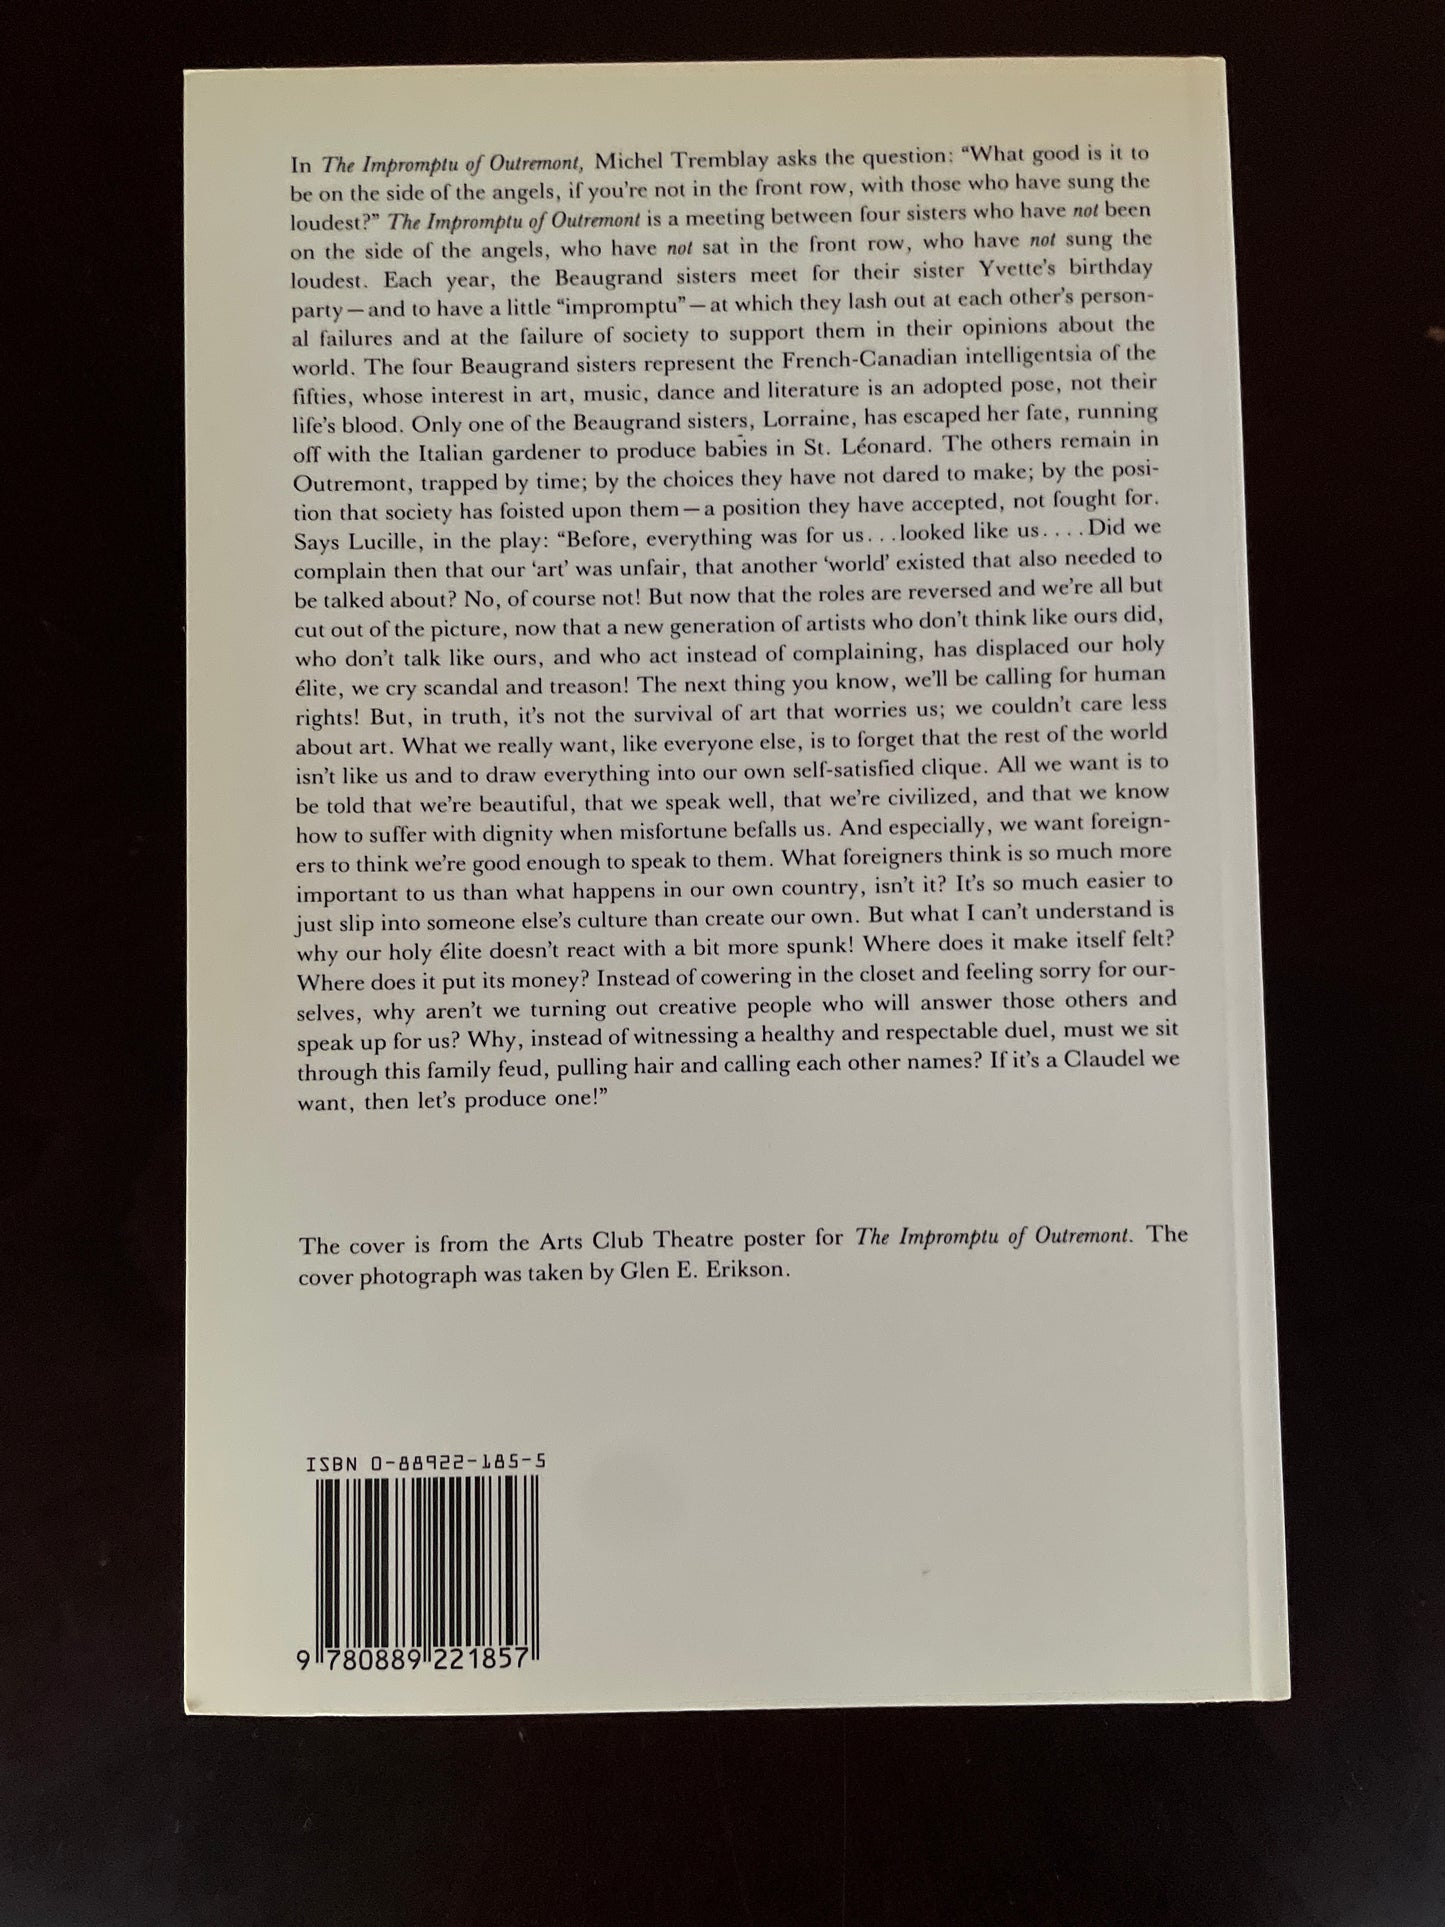 In The Impromptu of Outremont, Michel Tremblay asks the question: “What good is it to
be on the side of the angels, if you’re not in the front row, with those who have sung the
loudest?” The Impromptu of Outremont is a meeting between four sisters who have not been
on the side of the angels, who have not sat in the front row, who have not sung the
loudest. Each year, the Beaugrand sisters meet for their sister Yvette’s birthday
party—and to have a little “impromptu”—at which they lash out at each other’s person-
al failures and at the failure of society to support them in their opinions about the
world. The four Beaugrand sisters represent the French-Canadian intelligentsia of the
fifties, whose interest in art, music, dance and literature is an adopted pose, not their
life’s blood. Only one of the Beaugrand sisters, Lorraine, has escaped her fate, running
off with the Italian gardener to produce babies in St. Léonard. The others remain in
Outremont, trapped by time; by the choices they have not dared to make; by the posi-
tion that society has foisted upon them—a position they have accepted, not fought for.
Says Lucille, in the play: “Before, everything was for us...looked like us....Did we
complain then that our ‘art’ was unfair, that another ‘world’ existed that also needed to
be talked about? No, of course not! But now that the roles are reversed and we’re all but
cut out of the picture, now that a new generation of artists who don’t think like ours did,
who don’t talk like ours, and who act instead of complaining, has displaced our holy
élite, we cry scandal and treason! The next thing you know, we’ll be calling for human
rights! But, in truth, it’s not the survival of art that worries us; we couldn’t care less
about art. What we really want, like everyone else, is to forget that the rest of the world
isn’t like us and to draw everything into our own self-satisfied clique. All we want is to
be told that we’re beautiful, that we speak well, that we’re civilized, and that we know
how to suffer with dignity when misfortune befalls us. And especially, we want foreign-
ers to think we’re good enough to speak to them. What foreigners think is so much more
important to us than what happens in our own country, isn’t it? It’s so much easier to
just slip into someone else’s culture than create our own. But what I can’t understand is
why our holy élite doesn’t react with a bit more spunk! Where does it make itself felt?
Where does it put its money? Instead of cowering in the closet and feeling sorry for our-
selves, why aren’t we turning out creative people who will answer those others and
speak up for us? Why, instead of witnessing a healthy and respectable duel, must we sit
through this family feud, pulling hair and calling each other names? If it’s a Claudel we
want, then let’s produce one!”
The cover is from the Arts Club Theatre poster for The Impromptu of Outremont. The
cover photograph was taken by Glen E. Erikson.
ISBN 0-88922-185-5
9 780889 221857